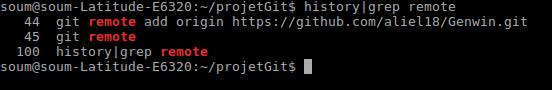 soum@soum-Latitude-E6320:~/projetGit$ history|grep remote
44 git remote add origin https://github.com/aliel18/Genwin.git
45 git remote
100 history|grep remote
soum@soum-Latitude-E6320:~/projetGit$